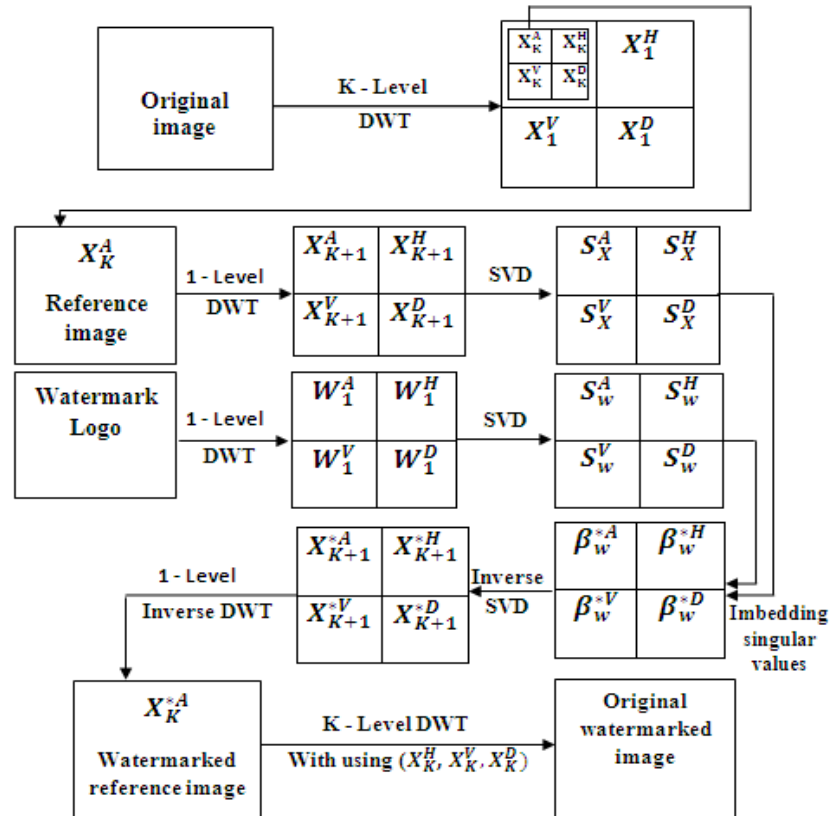 Original
image
K - Level
DWT
X_K^A X_K^H
X_K^V X_K^D
X_1^H
X_1^V X_1^D
X_K^A
Reference
image
1 - Level
DWT
X_{K+1}^A X_{K+1}^H
X_{K+1}^V X_{K+1}^D
SVD
S_X^A S_X^H
S_X^V S_X^D
Watermark
Logo
1 - Level
DWT
W_1^A W_1^H
W_1^V W_1^D
SVD
S_w^A S_w^H
S_w^V S_w^D
β_w^{*A} β_w^{*H}
β_w^{*V} β_w^{*D}
Imbedding
singular
values
Inverse
SVD
X_{K+1}^{*A} X_{K+1}^{*H}
X_{K+1}^{*V} X_{K+1}^{*D}
1 - Level
Inverse DWT
X_K^{*A}
Watermarked
reference image
K - Level DWT
With using (X_K^H, X_K^V, X_K^D)
Original
watermarked
image